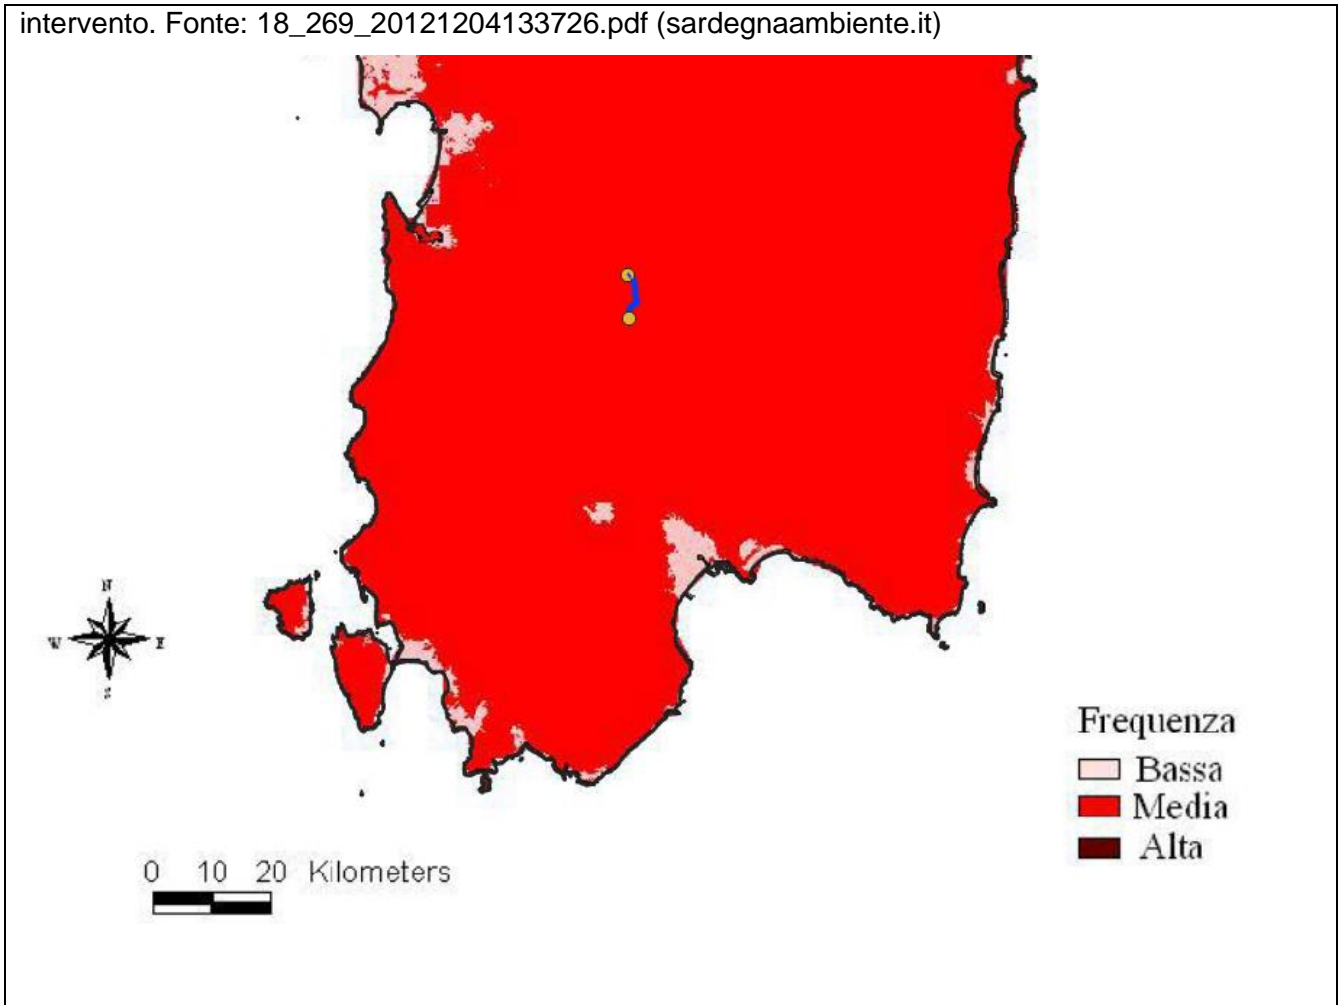 intervento. Fonte: 18_269_20121204133726.pdf (sardegnaambiente.it)
N
W E
S
Frequenza
Bassa
Media
Alta
0 10 20 Kilometers